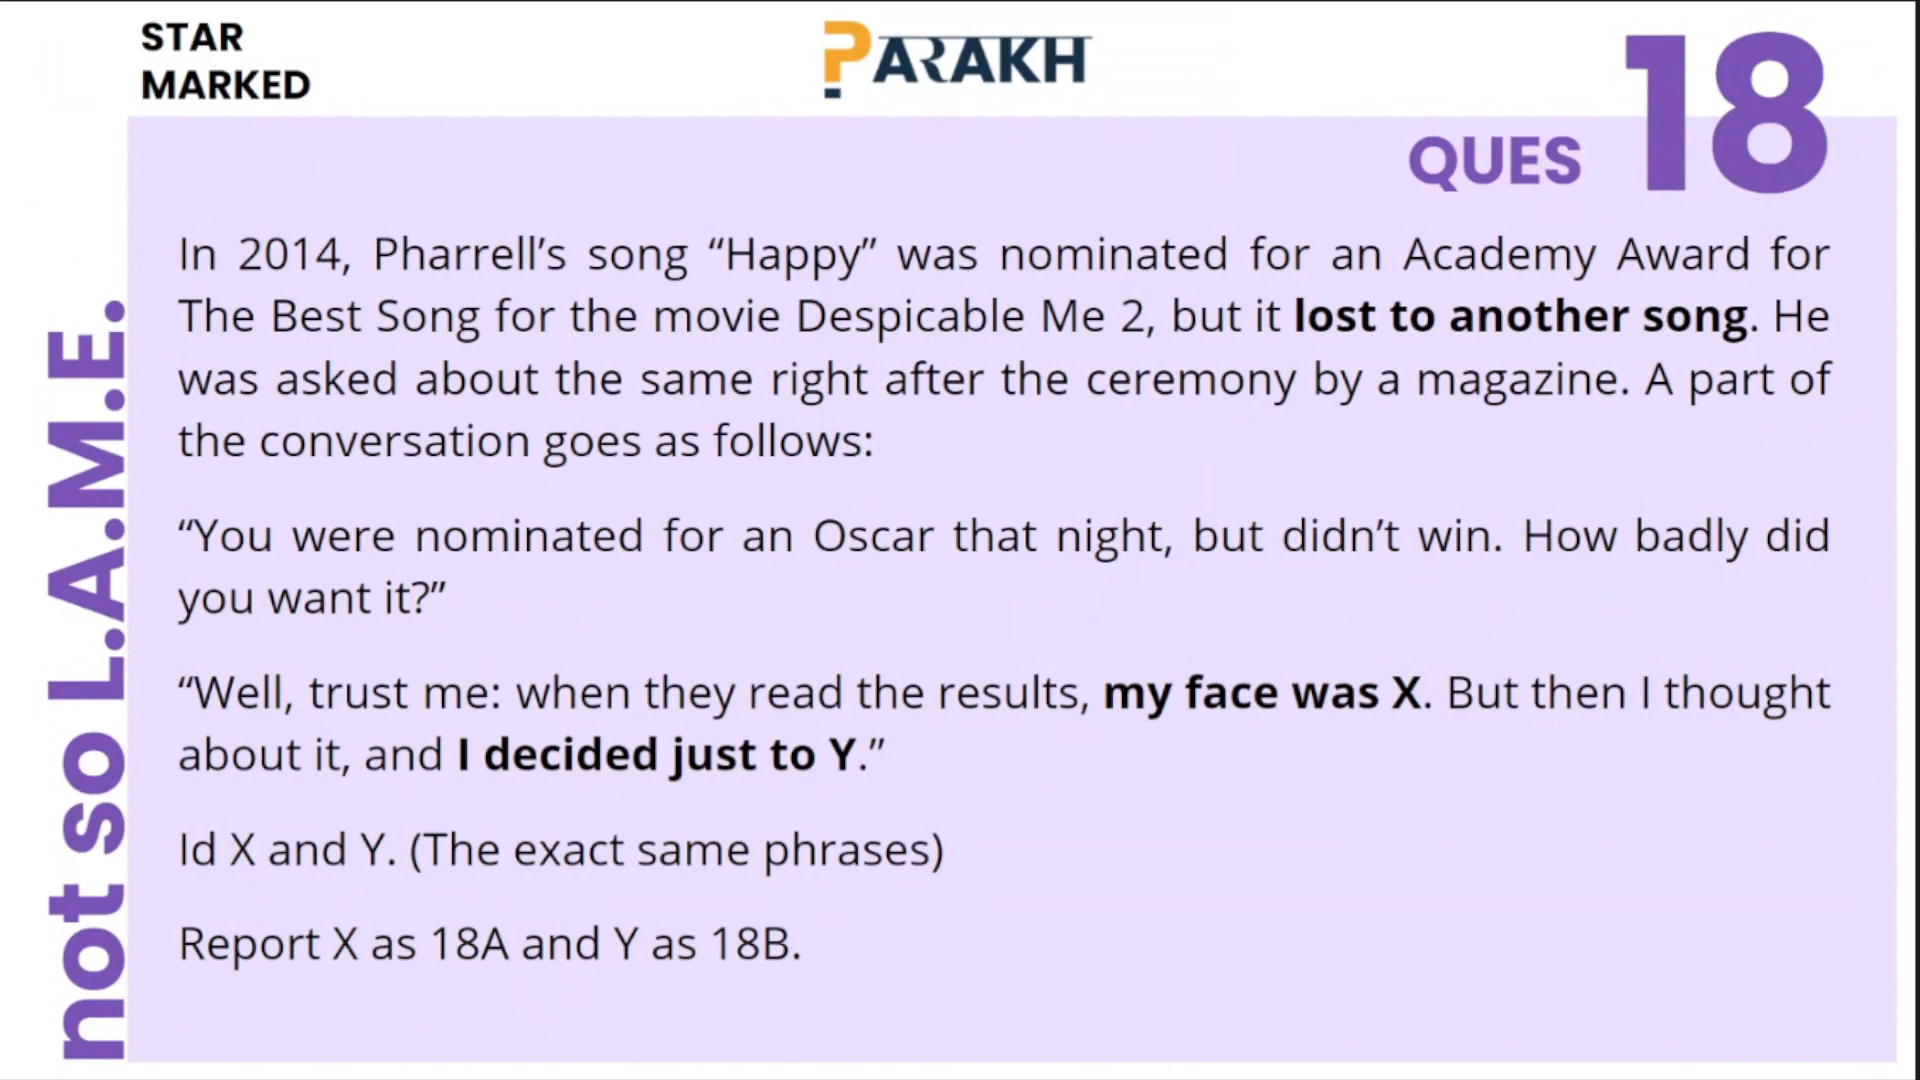 STAR
MARKED
PARAKH
QUES 18
In 2014, Pharrell’s song “Happy” was nominated for an Academy Award for
The Best Song for the movie Despicable Me 2, but it lost to another song. He
was asked about the same right after the ceremony by a magazine. A part of
the conversation goes as follows:
“You were nominated for an Oscar that night, but didn’t win. How badly did
you want it?”
“Well, trust me: when they read the results, my face was X. But then I thought
about it, and I decided just to Y.”
Id X and Y. (The exact same phrases)
Report X as 18A and Y as 18B.
not so L.A.M.E.